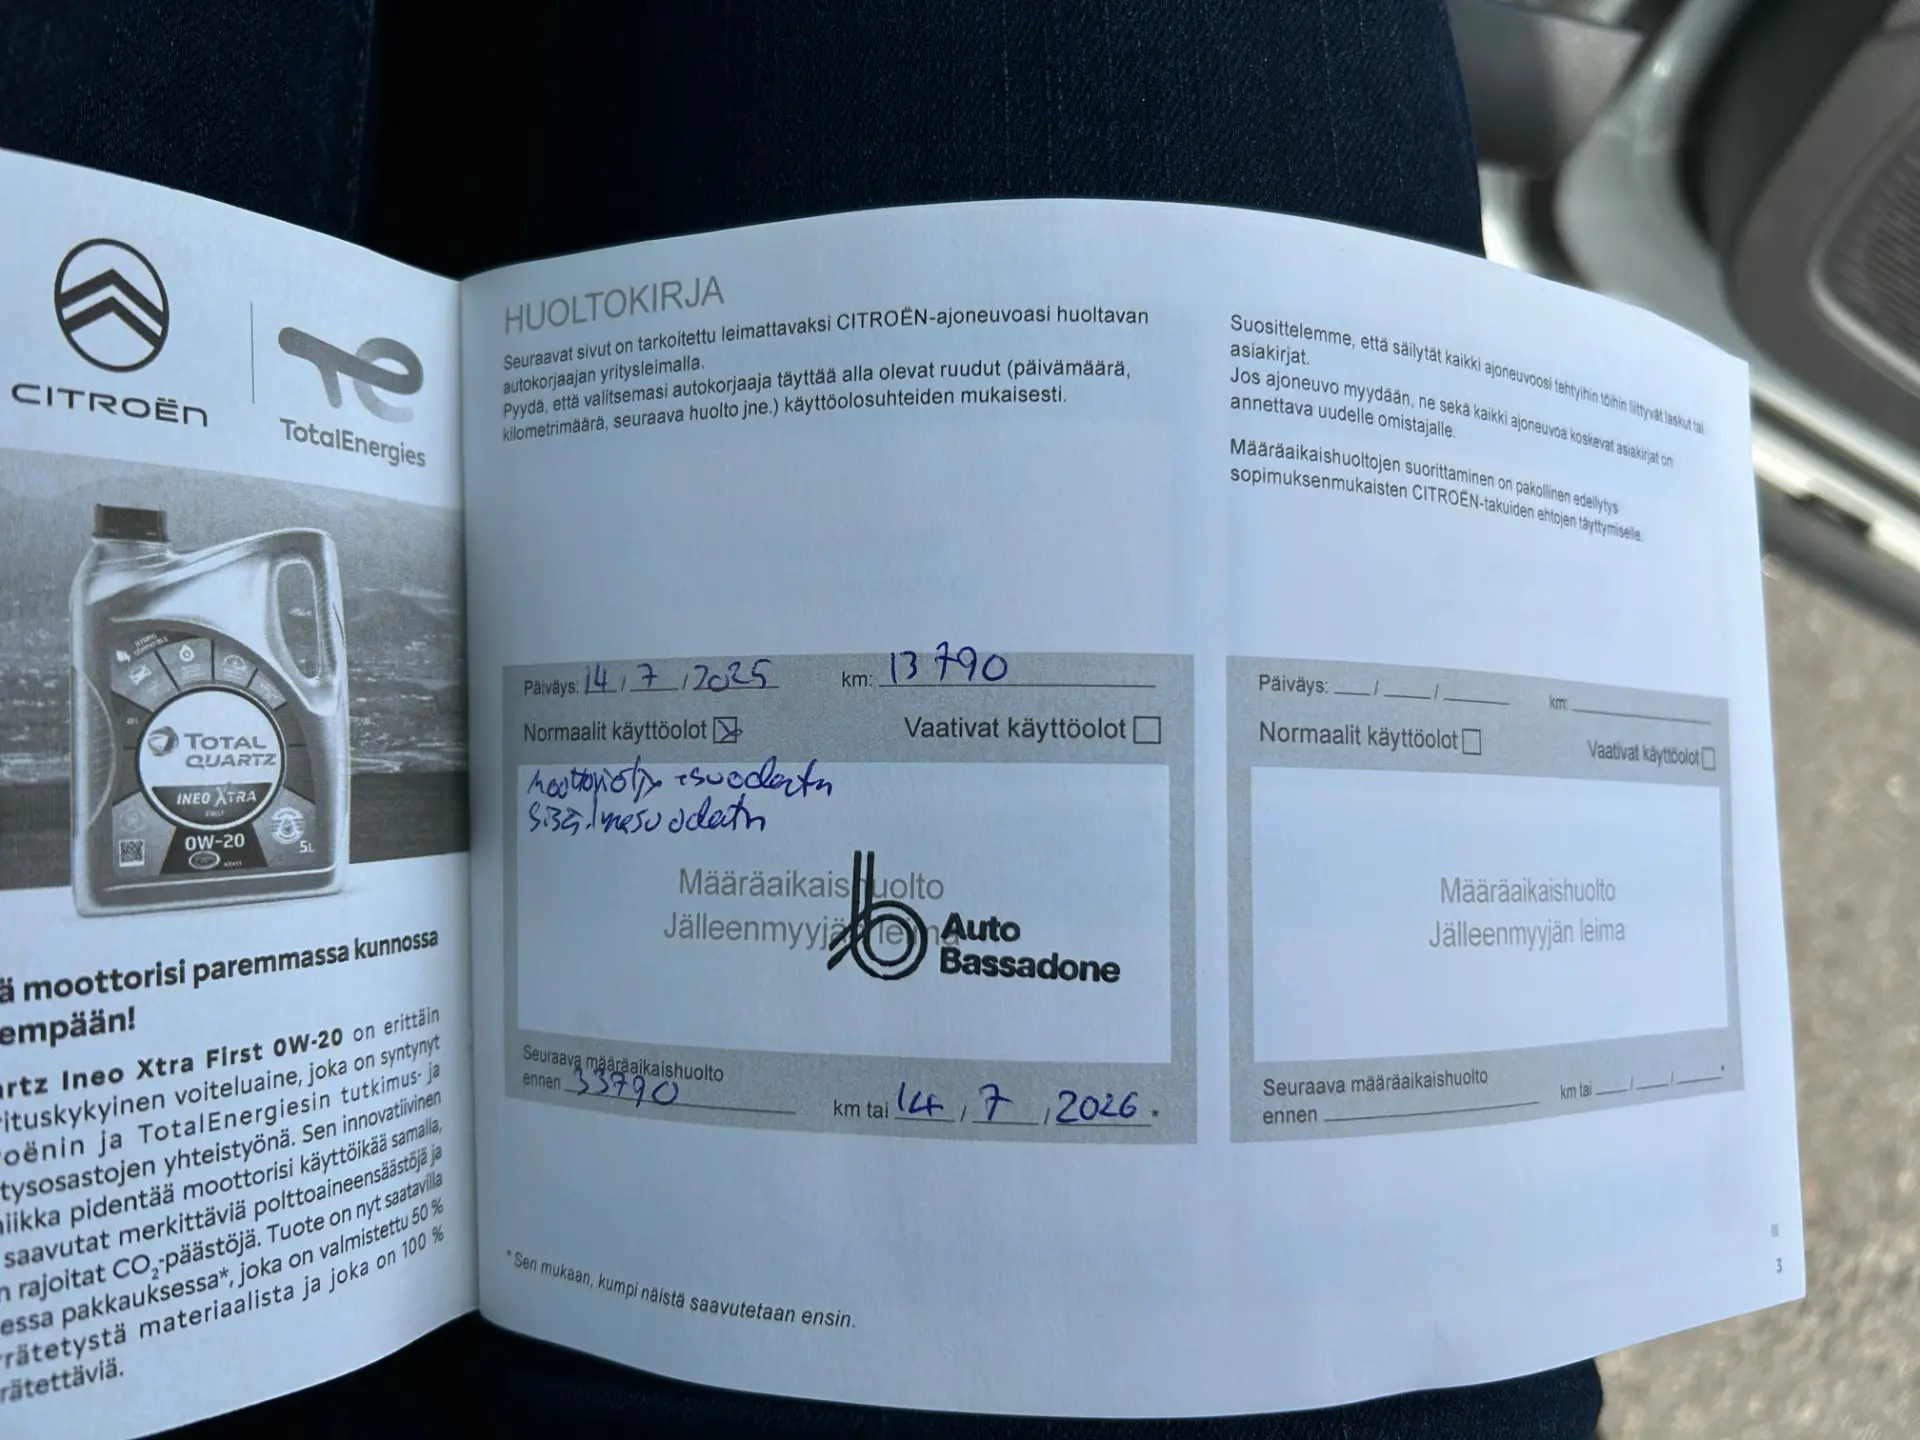 CITROËN
TotalEnergies
TOTAL
QUARTZ
INEO XTRA
FIRST
0W-20
5L
ä moottorisi paremmassa kunnossa
empään!
rtz Ineo Xtra First 0W-20 on erittäin
rituskykyinen voiteluaine, joka on syntynyt
oënin ja TotalEnergiesin tutkimus- ja
tysosastojen yhteistyönä. Sen innovatiivinen
niikka pidentää moottorisi käyttöikää samalla,
saavutat merkittäviä polttoaineensäästöjä ja
n rajoitat CO2-päästöjä. Tuote on nyt saatavilla
essa pakkauksessa*, joka on valmistettu 50 %
rrätetystä materiaalista ja joka on 100 %
rätettäviä.
HUOLTOKIRJA
Seuraavat sivut on tarkoitettu leimattavaksi CITROËN-ajoneuvoasi huoltavan
autokorjaajan yritysleimalla.
Pyydä, että valitsemasi autokorjaaja täyttää alla olevat ruudut (päivämäärä,
kilometrimäärä, seuraava huolto jne.) käyttöolosuhteiden mukaisesti.
Päiväys: 14 / 7 / 2025 km: 13790
Normaalit käyttöolot Vaativat käyttöolot
Määräaikaishuolto
Jälleenmyyjän leima
Auto
Bassadone
Seuraava määräaikaishuolto
ennen 33790 km tai 14 / 7 / 2026 *
* Sen mukaan, kumpi näistä saavutetaan ensin.
Suosittelemme, että säilytät kaikki ajoneuvoosi tehtyihin töihin liittyvät laskut tai
asiakirjat.
Jos ajoneuvo myydään, ne sekä kaikki ajoneuvoa koskevat asiakirjat on
annettava uudelle omistajalle.
Määräaikaishuoltojen suorittaminen on pakollinen edellytys
sopimuksenmukaisten CITROËN-takuiden ehtojen täyttymiselle.
Päiväys: / / km:
Normaalit käyttöolot Vaativat käyttöolot
Määräaikaishuolto
Jälleenmyyjän leima
Seuraava määräaikaishuolto
ennen km tai / / *
3